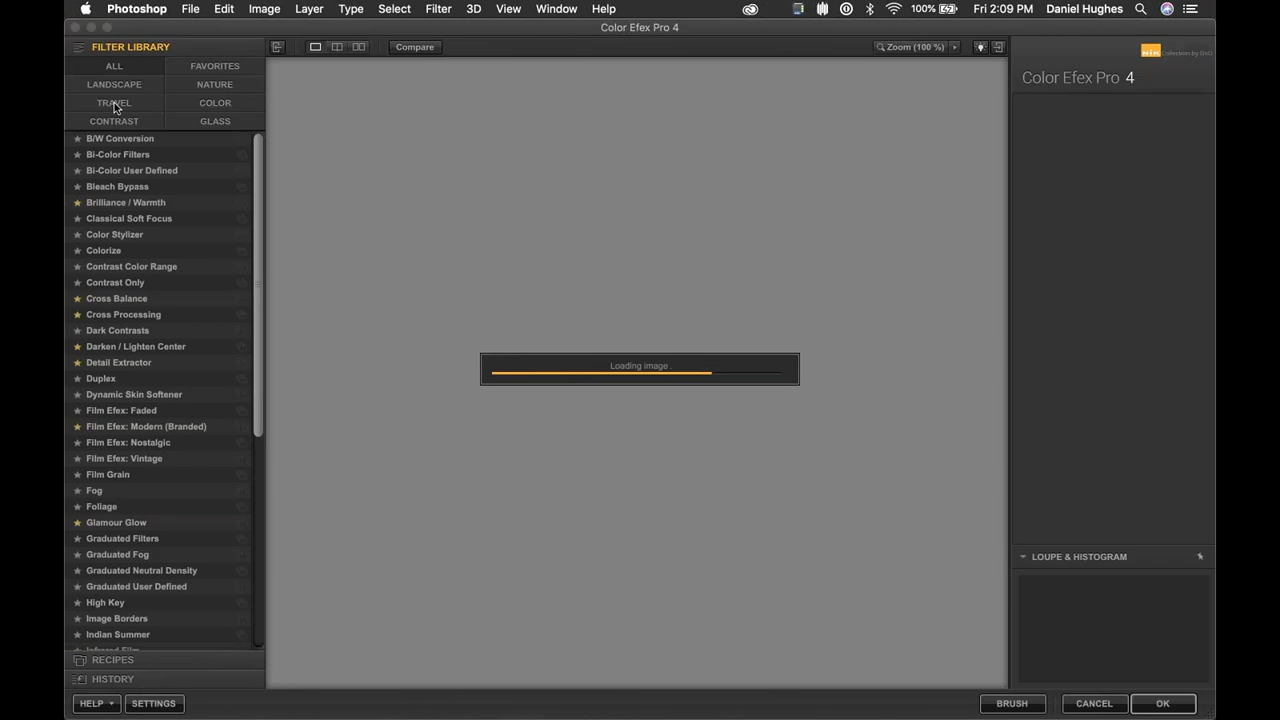 Photoshop File Edit Image Layer Type Select Filter 3D View Window Help 100% Fri 2:09 PM Daniel Hughes
Color Efex Pro 4
FILTER LIBRARY Compare Zoom (100 %)
Nik Collection by DxO
Color Efex Pro 4
ALL FAVORITES
LANDSCAPE NATURE
TRAVEL COLOR
CONTRAST GLASS
B/W Conversion
Bi-Color Filters
Bi-Color User Defined
Bleach Bypass
Brilliance / Warmth
Classical Soft Focus
Color Stylizer
Colorize
Contrast Color Range
Contrast Only
Cross Balance
Cross Processing
Dark Contrasts
Darken / Lighten Center
Detail Extractor
Loading image
Duplex
Dynamic Skin Softener
Film Efex: Faded
Film Efex: Modern (Branded)
Film Efex: Nostalgic
Film Efex: Vintage
Film Grain
Fog
Foliage
Glamour Glow
Graduated Filters
Graduated Fog
Graduated Neutral Density
Graduated User Defined
High Key
Image Borders
Indian Summer
Infrared Film
LOUPE & HISTOGRAM
RECIPES
HISTORY
HELP SETTINGS BRUSH CANCEL OK